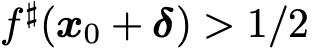 f♯(𝒙₀ + 𝜹) > 1/2